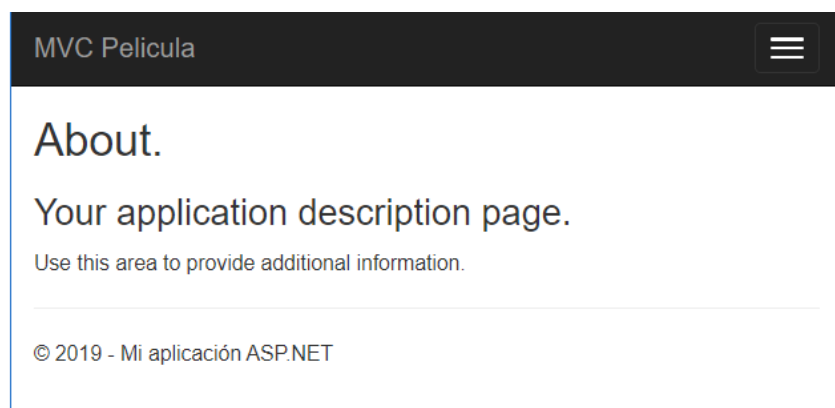 MVC Pelicula
About.
Your application description page.
Use this area to provide additional information.
© 2019 - Mi aplicación ASP.NET